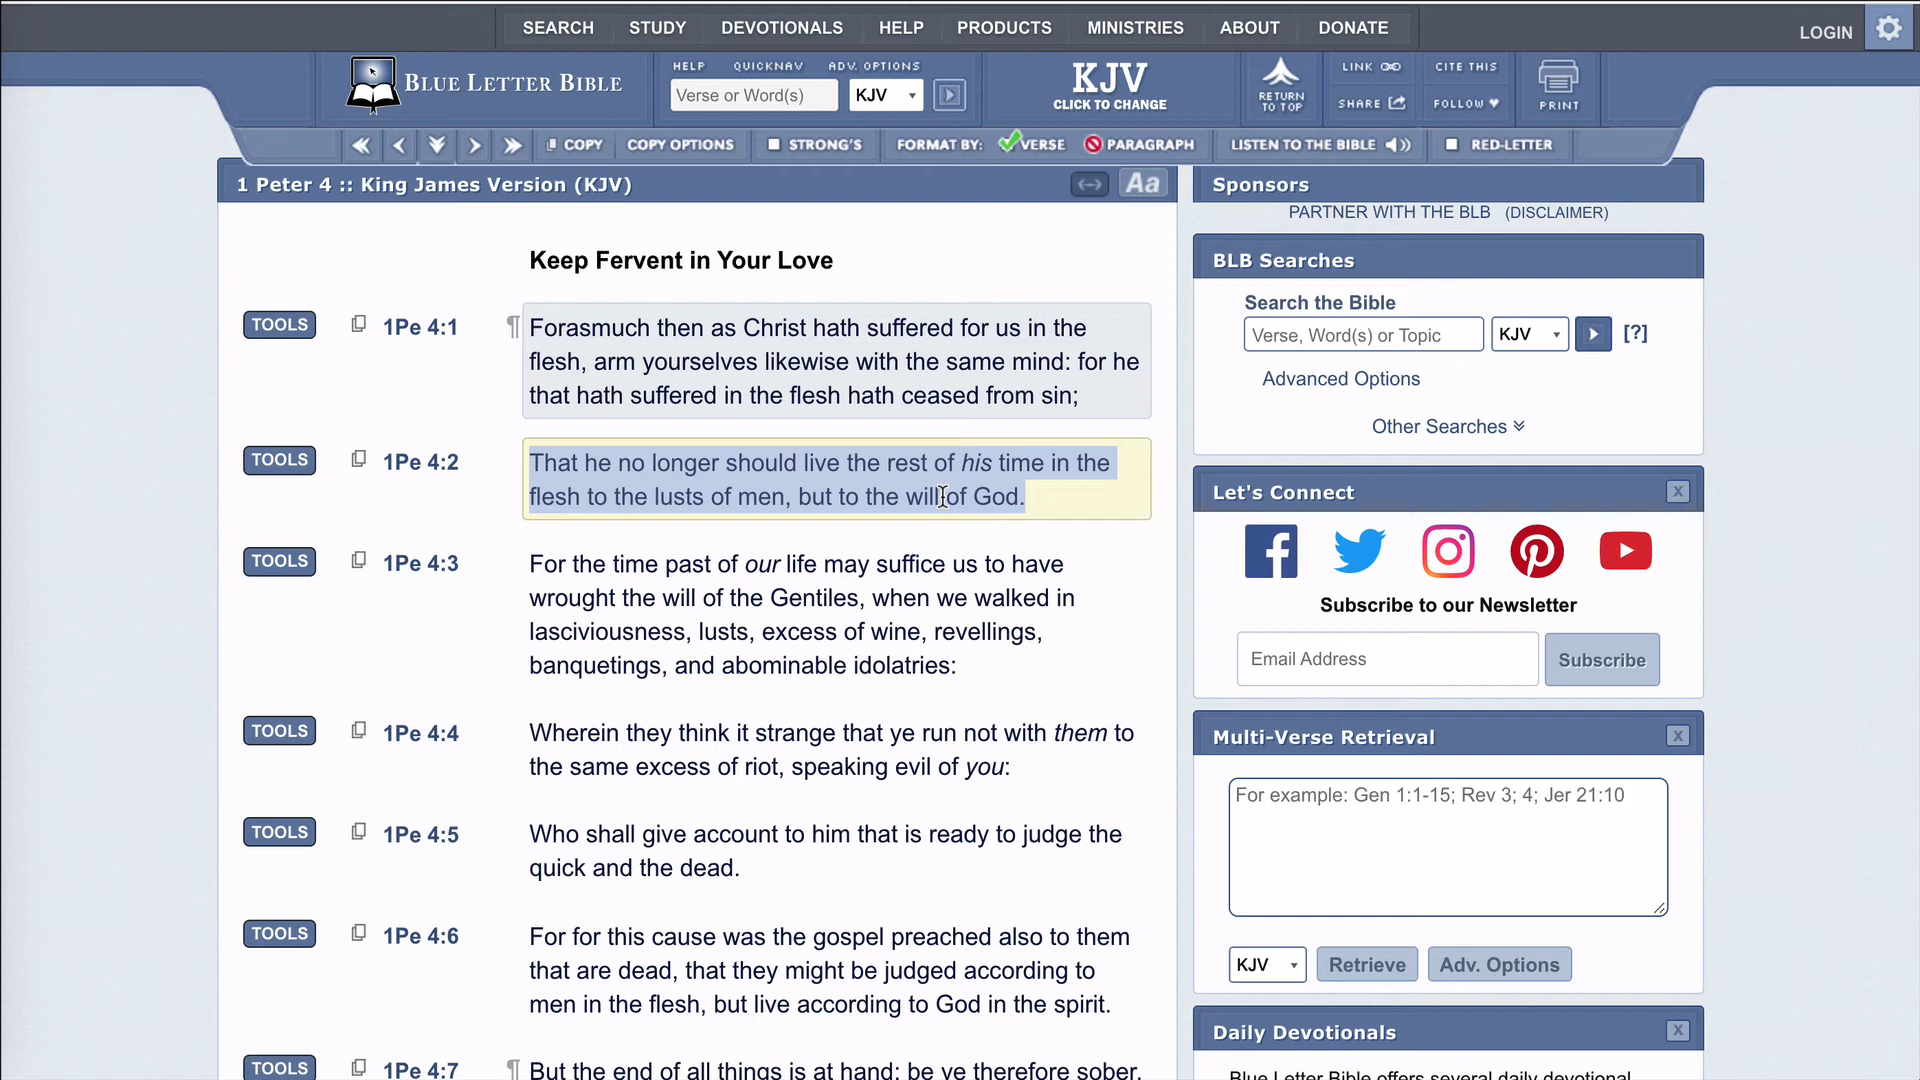 SEARCH STUDY DEVOTIONALS HELP PRODUCTS MINISTRIES ABOUT DONATE
LOGIN
BLUE LETTER BIBLE
HELP QUICKNAV ADV. OPTIONS
Verse or Word(s) KJV
KJV
CLICK TO CHANGE
RETURN
TO TOP
LINK CITE THIS
SHARE FOLLOW
PRINT
COPY COPY OPTIONS STRONG'S FORMAT BY: VERSE PARAGRAPH LISTEN TO THE BIBLE RED-LETTER
1 Peter 4 :: King James Version (KJV) Aa
Keep Fervent in Your Love
TOOLS 1Pe 4:1 ¶ Forasmuch then as Christ hath suffered for us in the
flesh, arm yourselves likewise with the same mind: for he
that hath suffered in the flesh hath ceased from sin;
TOOLS 1Pe 4:2 That he no longer should live the rest of his time in the
flesh to the lusts of men, but to the will of God.
TOOLS 1Pe 4:3 For the time past of our life may suffice us to have
wrought the will of the Gentiles, when we walked in
lasciviousness, lusts, excess of wine, revellings,
banquetings, and abominable idolatries:
TOOLS 1Pe 4:4 Wherein they think it strange that ye run not with them to
the same excess of riot, speaking evil of you:
TOOLS 1Pe 4:5 Who shall give account to him that is ready to judge the
quick and the dead.
TOOLS 1Pe 4:6 For for this cause was the gospel preached also to them
that are dead, that they might be judged according to
men in the flesh, but live according to God in the spirit.
TOOLS 1Pe 4:7 ¶ But the end of all things is at hand: be ye therefore sober,
Sponsors
PARTNER WITH THE BLB (DISCLAIMER)
BLB Searches
Search the Bible
Verse, Word(s) or Topic KJV [?]
Advanced Options
Other Searches
Let's Connect X
Subscribe to our Newsletter
Email Address Subscribe
Multi-Verse Retrieval X
For example: Gen 1:1-15; Rev 3; 4; Jer 21:10
KJV Retrieve Adv. Options
Daily Devotionals X
Blue Letter Bible offers several daily devotional